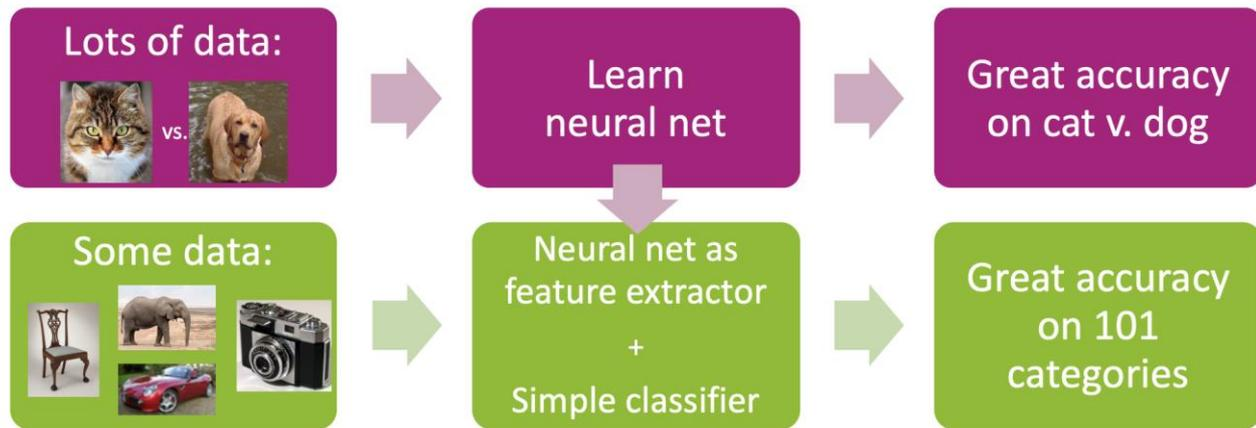 Lots of data:
vs.
Learn
neural net
Great accuracy
on cat v. dog
Some data:
Neural net as
feature extractor
+
Simple classifier
Great accuracy
on 101
categories